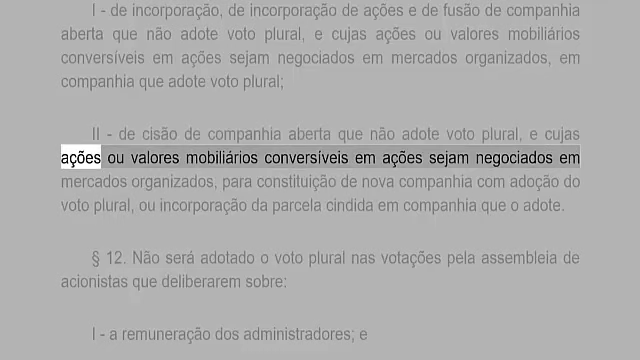 I - de incorporação, de incorporação de ações e de fusão de companhia
aberta que não adote voto plural, e cujas ações ou valores mobiliários
conversíveis em ações sejam negociados em mercados organizados, em
companhia que adote voto plural;
II - de cisão de companhia aberta que não adote voto plural, e cujas
ações ou valores mobiliários conversíveis em ações sejam negociados em
mercados organizados, para constituição de nova companhia com adoção do
voto plural, ou incorporação da parcela cindida em companhia que o adote.
§ 12. Não será adotado o voto plural nas votações pela assembleia de
acionistas que deliberarem sobre:
I - a remuneração dos administradores; e